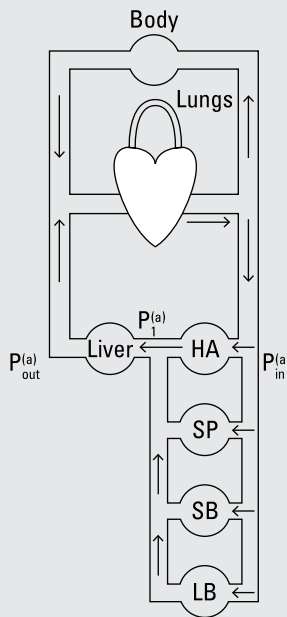 Body
Lungs
P₁⁽ᵃ⁾
Liver
HA
P⁽ᵃ⁾
out
P⁽ᵃ
in
SP
SB
LB